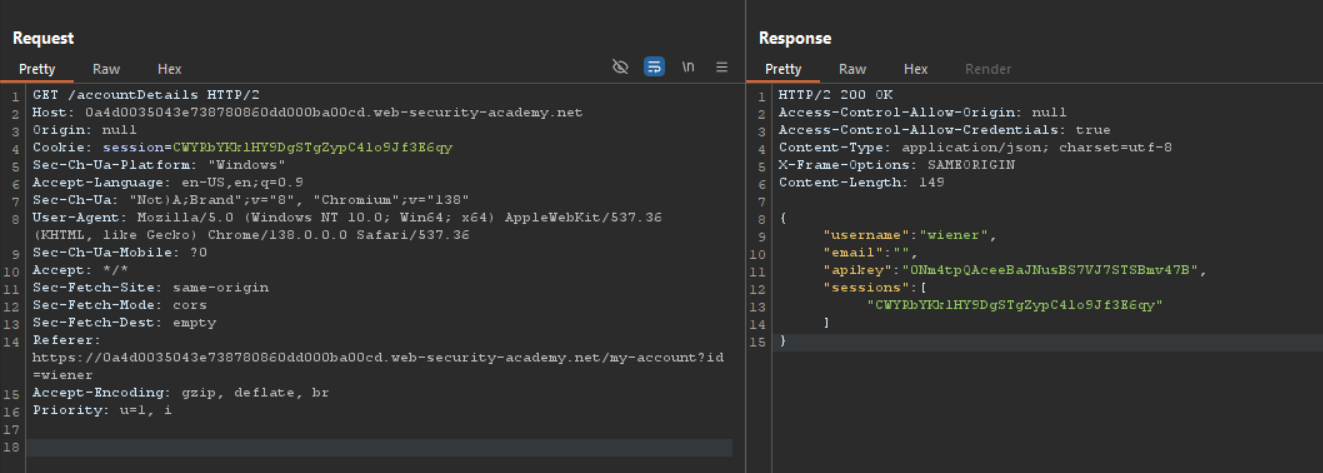 Request
Pretty Raw Hex
\n
1 GET /accountDetails HTTP/2
2 Host: 0a4d0035043e738780860dd000ba00cd.web-security-academy.net
3 Origin: null
4 Cookie: session=CWYRbYKklHY9DgSTgZypC4lo9Jf3E6qy
5 Sec-Ch-Ua-Platform: "Windows"
6 Accept-Language: en-US,en;q=0.9
7 Sec-Ch-Ua: "Not)A;Brand";v="8", "Chromium";v="138"
8 User-Agent: Mozilla/5.0 (Windows NT 10.0; Win64; x64) AppleWebKit/537.36
(KHTML, like Gecko) Chrome/138.0.0.0 Safari/537.36
9 Sec-Ch-Ua-Mobile: ?0
10 Accept: */*
11 Sec-Fetch-Site: same-origin
12 Sec-Fetch-Mode: cors
13 Sec-Fetch-Dest: empty
14 Referer:
https://0a4d0035043e738780860dd000ba00cd.web-security-academy.net/my-account?id
=wiener
15 Accept-Encoding: gzip, deflate, br
16 Priority: u=1, i
17
18
Response
Pretty Raw Hex Render
1 HTTP/2 200 OK
2 Access-Control-Allow-Origin: null
3 Access-Control-Allow-Credentials: true
4 Content-Type: application/json; charset=utf-8
5 X-Frame-Options: SAMEORIGIN
6 Content-Length: 149
7
8 {
9 "username":"wiener",
10 "email":"",
11 "apikey":"0Nm4tpQAceeBaJNusBS7VJ7STSBmv47B",
12 "sessions":[
13 "CWYRbYKklHY9DgSTgZypC4lo9Jf3E6qy"
14 ]
15 }